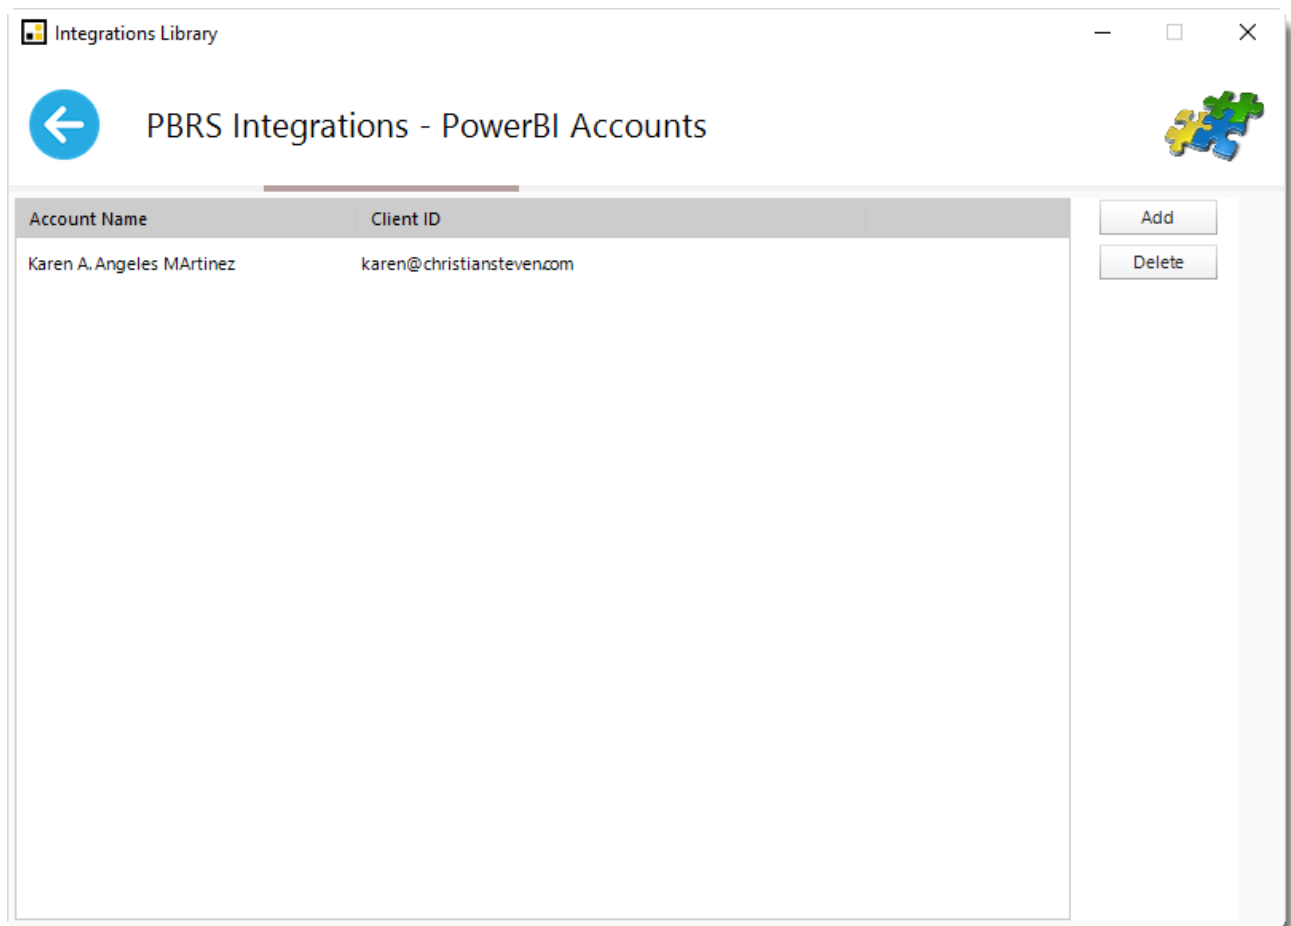 Integrations Library
PBRS Integrations - PowerBI Accounts
Account Name Client ID
Add
Karen A. Angeles MArtinez karen@christiansteven.com
Delete